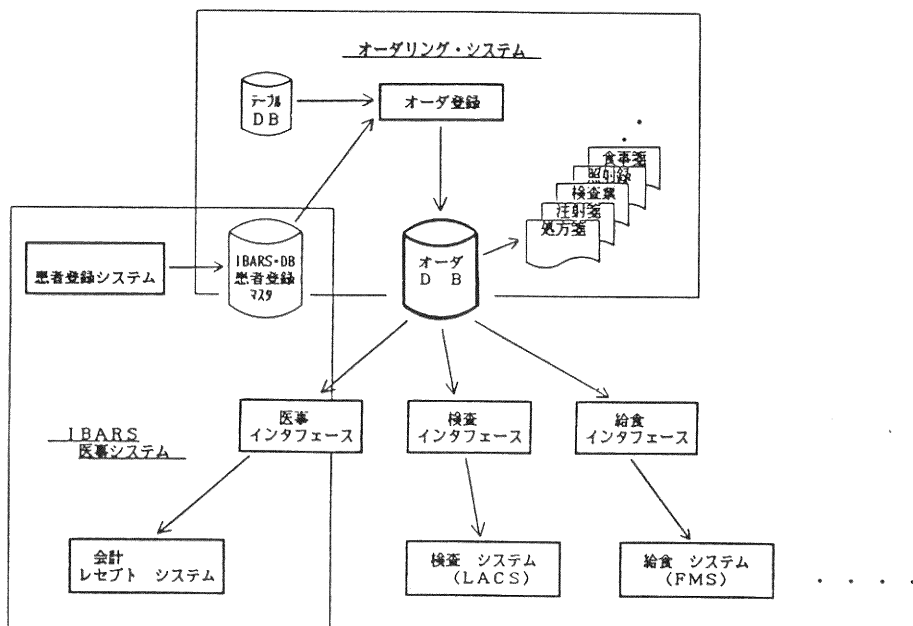 オーダリング・システム
テーブル
DB
オーダ登録
食事箋
照射録
検査票
注射箋
処方箋
患者登録システム
IBARS・DB
患者登録
マスタ
オーダ
D B
医事
インタフェース
検査
インタフェース
給食
インタフェース
IBARS
医事システム
会計
レセプト システム
検査 システム
(LACS)
給食 システム
(FMS)